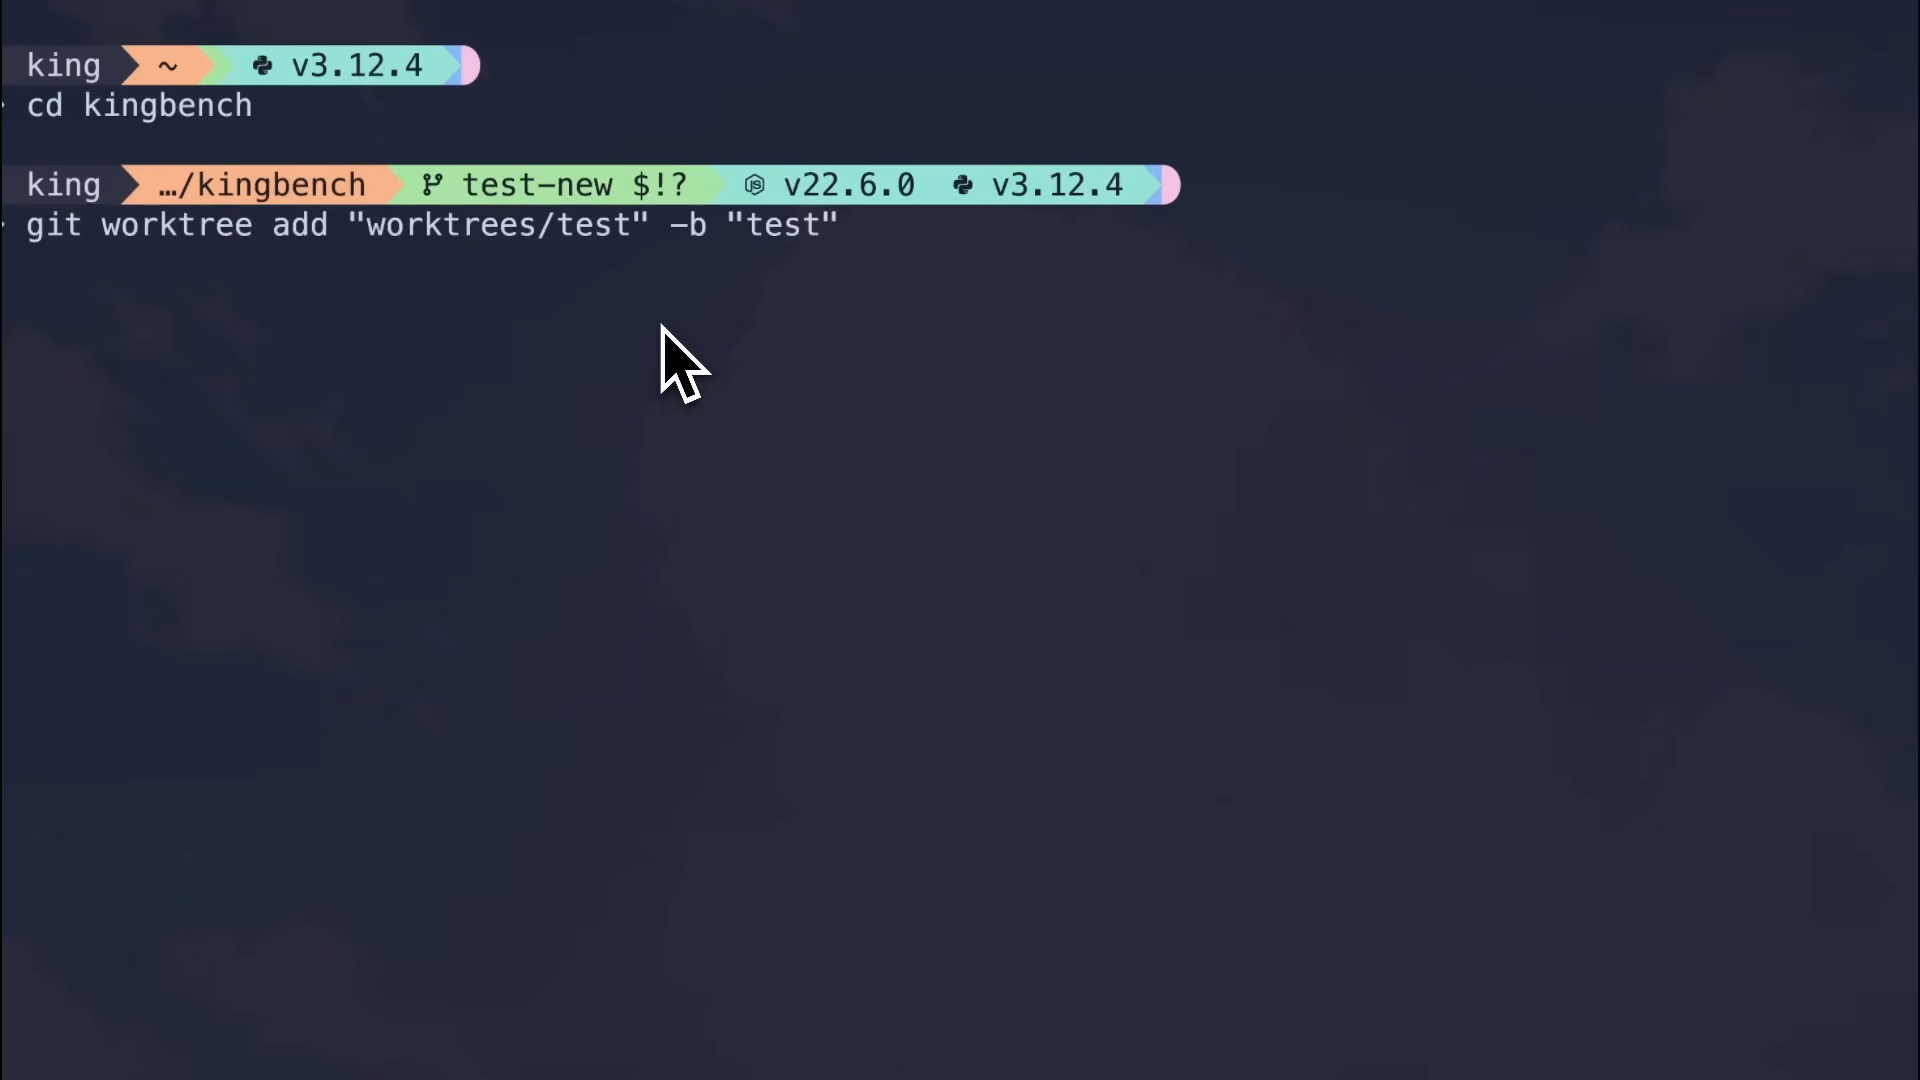 king ~ v3.12.4
cd kingbench
king …/kingbench test-new $!? v22.6.0 v3.12.4
git worktree add "worktrees/test" -b "test"